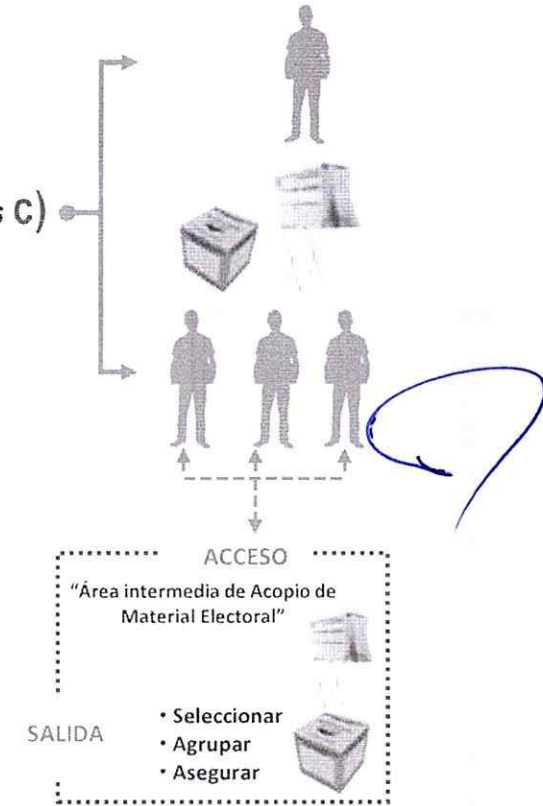 s C)
ACCESO
“Área intermedia de Acopio de
Material Electoral”
SALIDA
• Seleccionar
• Agrupar
• Asegurar